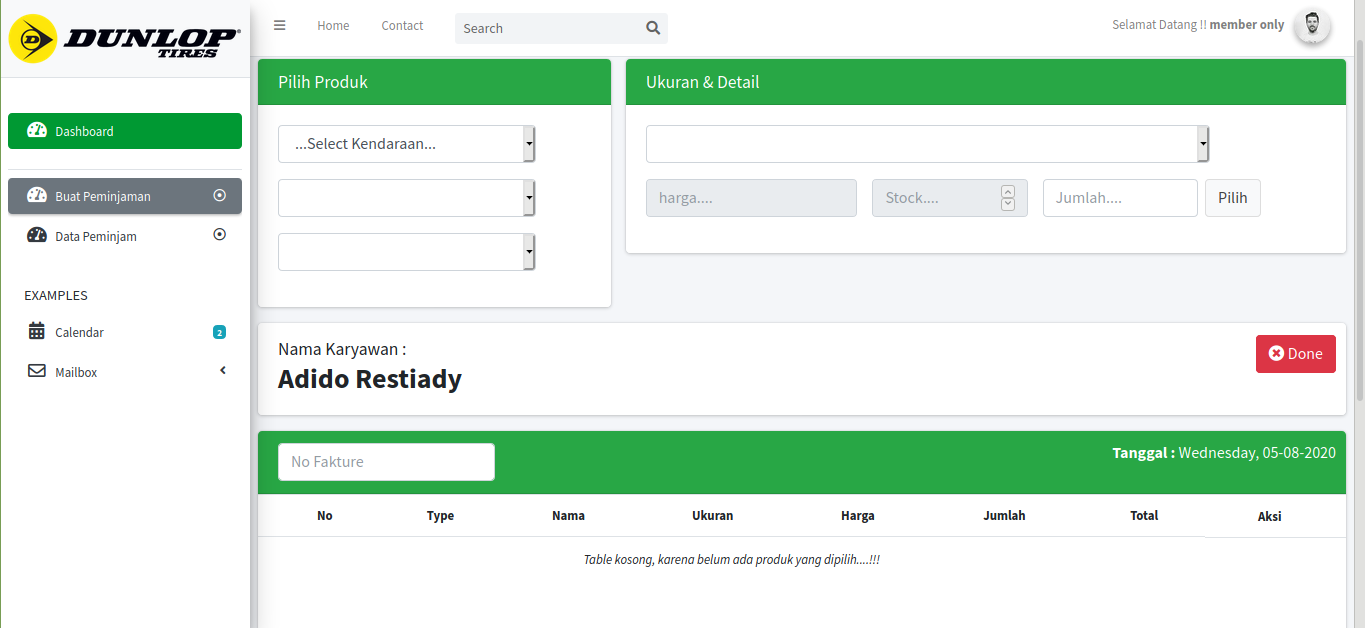 DUNLOP
TIRES
Home
Contact
Search
Selamat Datang !! member only
Dashboard
Buat Peminjaman
Data Peminjam
EXAMPLES
Calendar
2
Mailbox
Pilih Produk
...Select Kendaraan...
Ukuran & Detail
harga....
Stock....
Jumlah....
Pilih
Nama Karyawan :
Adido Restiady
Done
No Fakture
Tanggal : Wednesday, 05-08-2020
No Type Nama Ukuran Harga Jumlah Total Aksi
Table kosong, karena belum ada produk yang dipilih....!!!